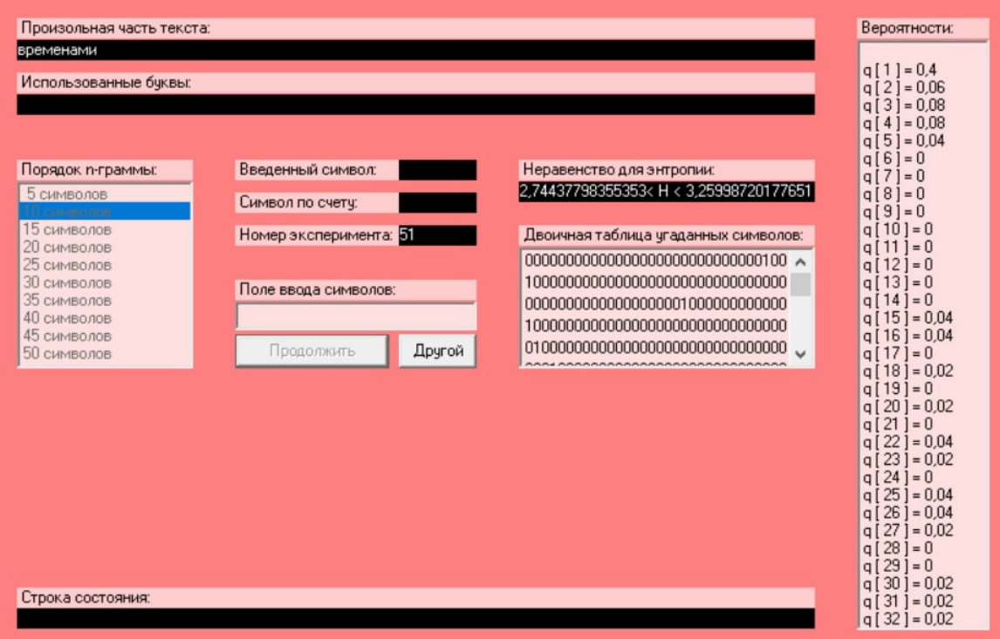 Произольная часть текста:
временами
Использованные буквы:
Порядок n-граммы:
5 символов
10 символов
15 символов
20 символов
25 символов
30 символов
35 символов
40 символов
45 символов
50 символов
Введенный символ:
Символ по счету:
Номер эксперимента: 51
Поле ввода символов:
Продолжить Другой
Неравенство для энтропии:
2,74437798355353< H < 3,25998720177651
Двоичная таблица угаданных символов:
00000000000000000000000000000100
10000000000000000000000000000000
00000000000000000001000000000000
10000000000000000000000000000000
01000000000000000000000000000000
Строка состояния:
Вероятности:
q [ 1 ] = 0,4
q [ 2 ] = 0,06
q [ 3 ] = 0,08
q [ 4 ] = 0,08
q [ 5 ] = 0,04
q [ 6 ] = 0
q [ 7 ] = 0
q [ 8 ] = 0
q [ 9 ] = 0
q [ 10 ] = 0
q [ 11 ] = 0
q [ 12 ] = 0
q [ 13 ] = 0
q [ 14 ] = 0
q [ 15 ] = 0,04
q [ 16 ] = 0,04
q [ 17 ] = 0
q [ 18 ] = 0,02
q [ 19 ] = 0
q [ 20 ] = 0,02
q [ 21 ] = 0
q [ 22 ] = 0,04
q [ 23 ] = 0,02
q [ 24 ] = 0
q [ 25 ] = 0,04
q [ 26 ] = 0,04
q [ 27 ] = 0,02
q [ 28 ] = 0
q [ 29 ] = 0
q [ 30 ] = 0,02
q [ 31 ] = 0,02
q [ 32 ] = 0,02